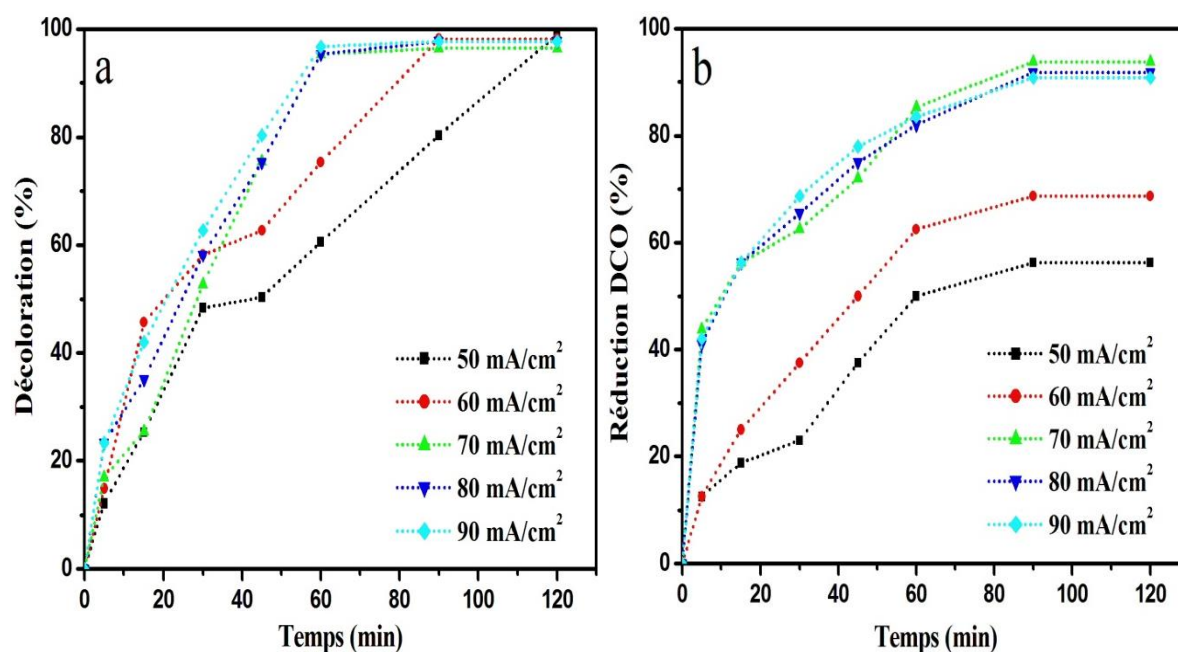 a
Décoloration (%)
100
80
60
40
20
0
50 mA/cm²
60 mA/cm²
70 mA/cm²
80 mA/cm²
90 mA/cm²
0 20 40 60 80 100 120
Temps (min)
b
Réduction DCO (%)
100
80
60
40
20
0
50 mA/cm²
60 mA/cm²
70 mA/cm²
80 mA/cm²
90 mA/cm²
0 20 40 60 80 100 120
Temps (min)